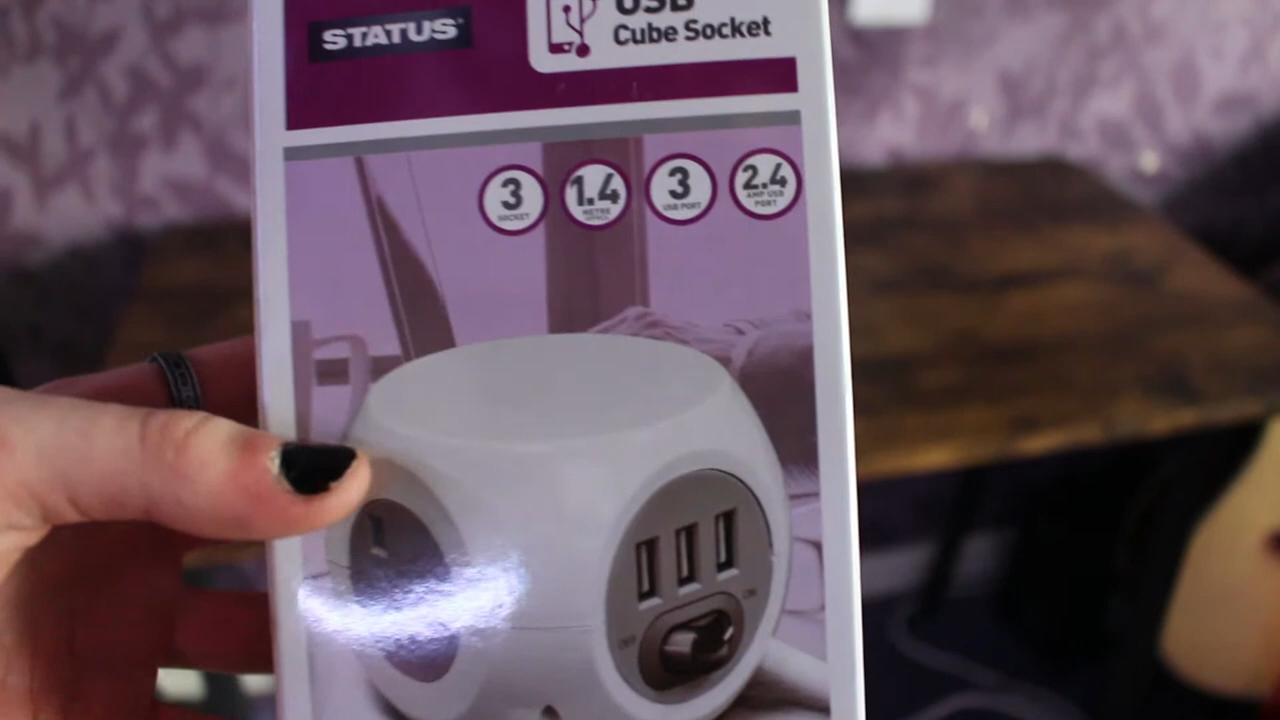 STATUS
USB
Cube Socket
3
SOCKET
1.4
METRE
3
USB PORT
2.4
AMP USB
PORT
OFF
ON